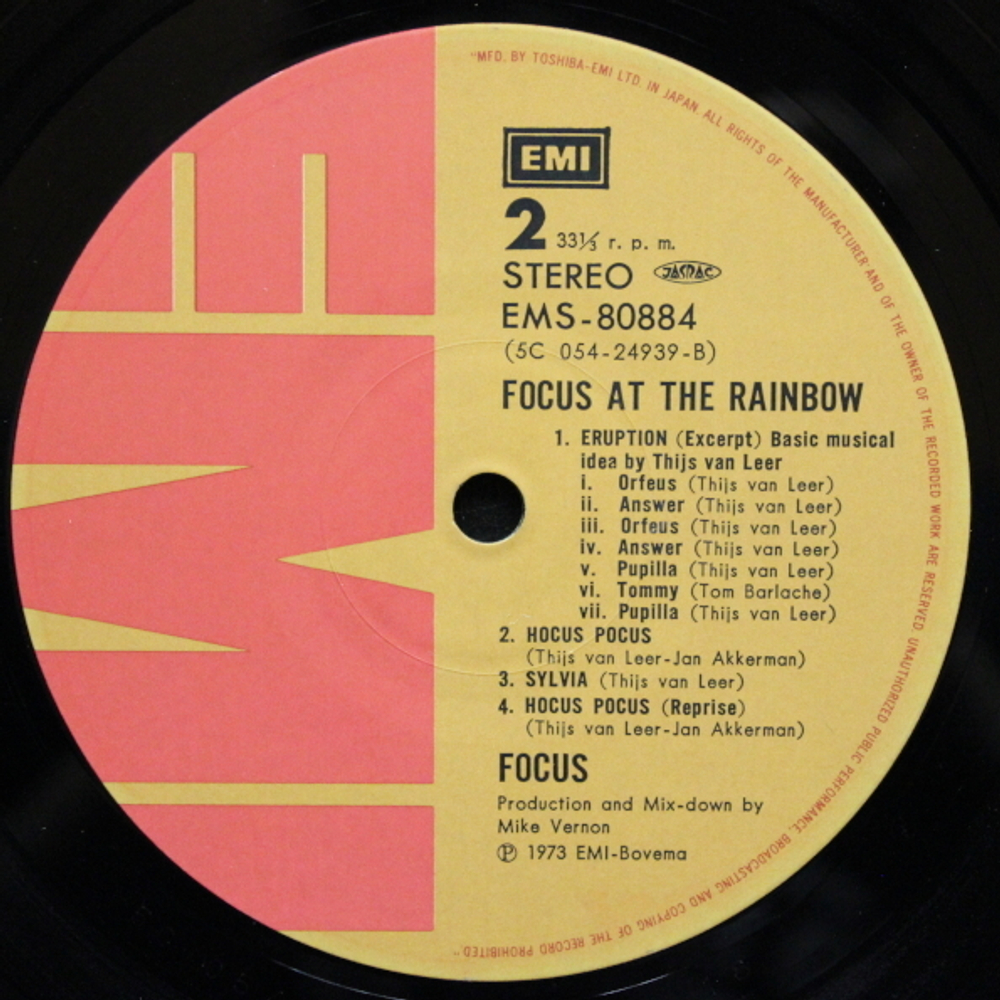 "MFD. BY TOSHIBA-EMI LTD. IN JAPAN. ALL RIGHTS OF THE MANUFACTURER AND OF THE OWNER OF THE RECORDED WORK ARE RESERVED UNAUTHORIZED PUBLIC PERFORMANCE, BROADCASTING AND COPYING OF THE RECORD PROHIBITED."
EMI
EMI
2 33⅓ r. p. m.
STEREO JASRAC
EMS-80884
(5C 054-24939-B)
FOCUS AT THE RAINBOW
1. ERUPTION (Excerpt) Basic musical
idea by Thijs van Leer
i. Orfeus (Thijs van Leer)
ii. Answer (Thijs van Leer)
iii. Orfeus (Thijs van Leer)
iv. Answer (Thijs van Leer)
v. Pupilla (Thijs van Leer)
vi. Tommy (Tom Barlache)
vii. Pupilla (Thijs van Leer)
2. HOCUS POCUS
(Thijs van Leer-Jan Akkerman)
3. SYLVIA (Thijs van Leer)
4. HOCUS POCUS (Reprise)
(Thijs van Leer-Jan Akkerman)
FOCUS
Production and Mix-down by
Mike Vernon
℗ 1973 EMI-Bovema